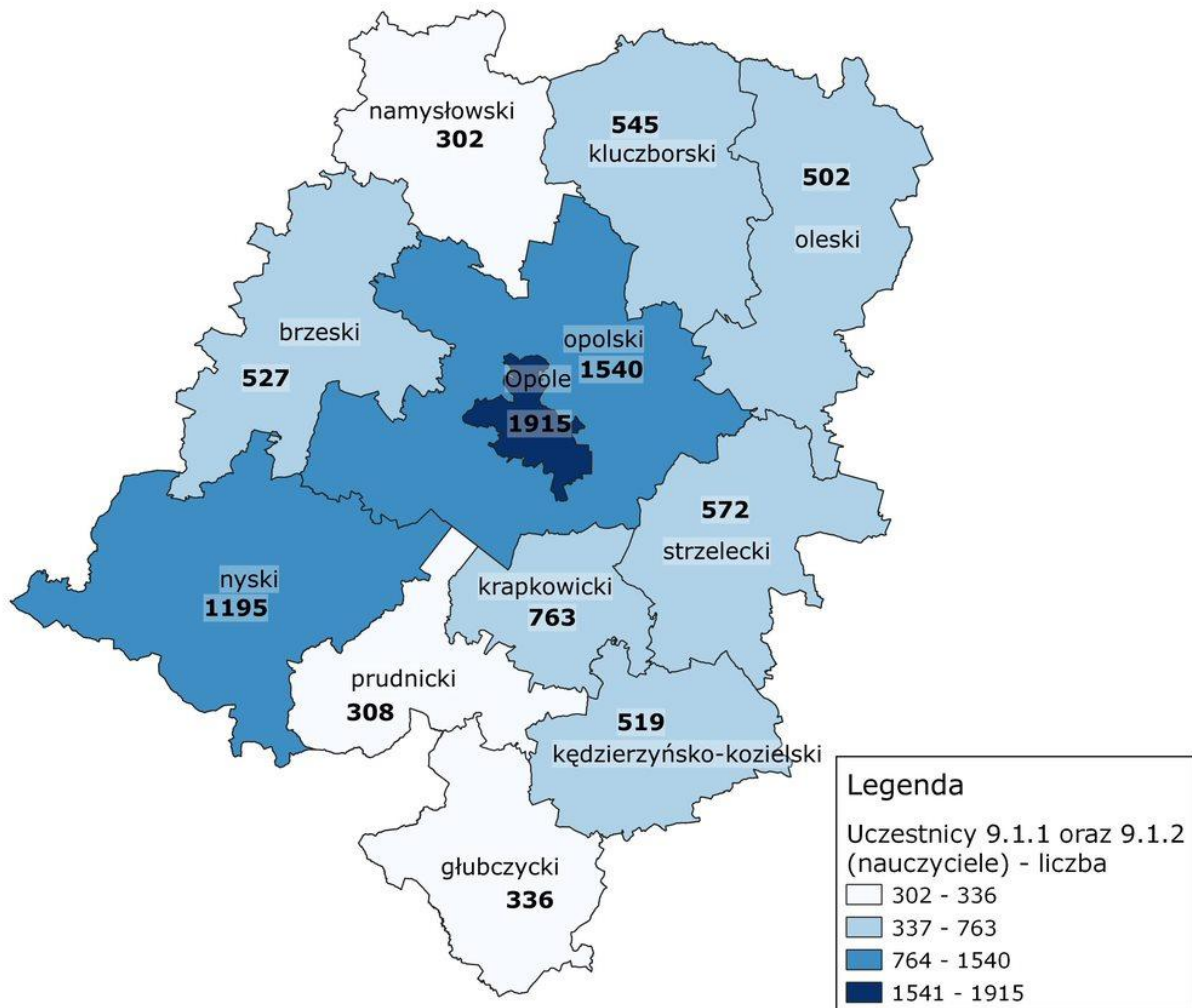 namysłowski
302
545
kluczborski
502
oleski
brzeski
527
opolski
1540
Opole
1915
572
strzelecki
nyski
1195
krapkowicki
763
prudnicki
308
519
kędzierzyńsko-kozielski
głubczycki
336
Legenda
Uczestnicy 9.1.1 oraz 9.1.2
(nauczyciele) - liczba
302 - 336
337 - 763
764 - 1540
1541 - 1915